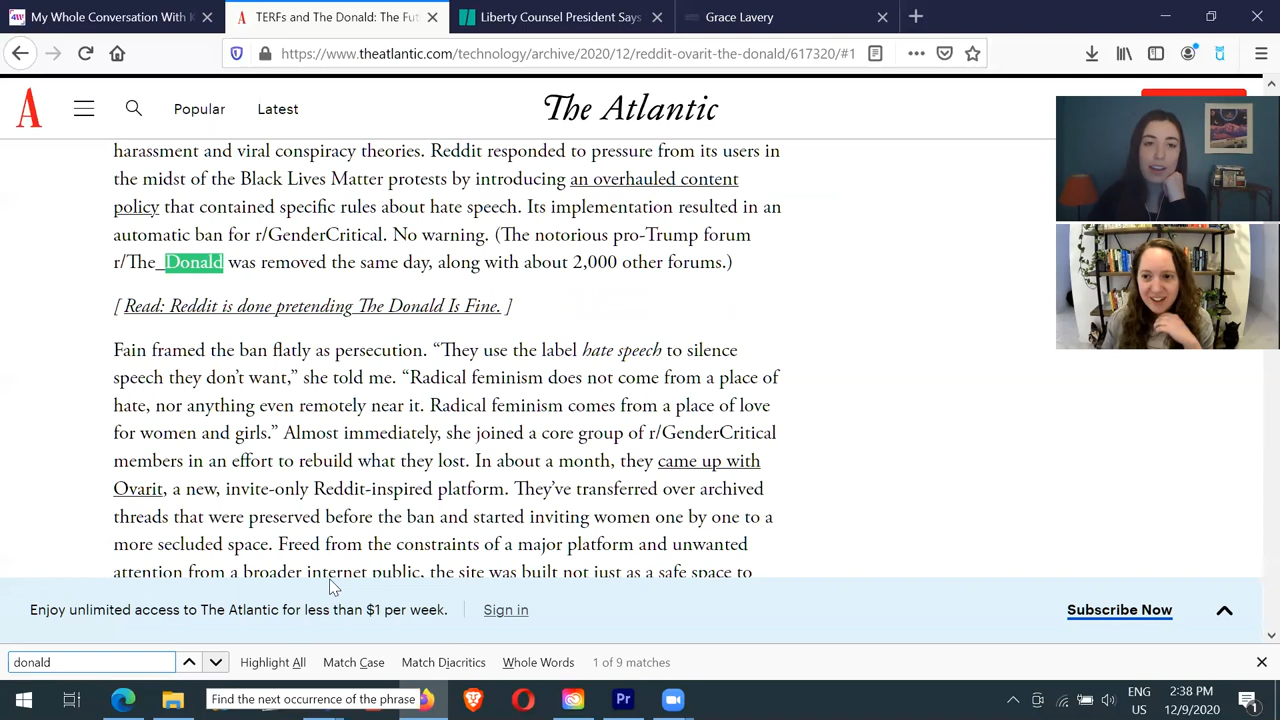 My Whole Conversation With K
TERFs and The Donald: The Fut
Liberty Counsel President Says
Grace Lavery
https://www.theatlantic.com/technology/archive/2020/12/reddit-ovarit-the-donald/617320/#1
A
Popular
Latest
The Atlantic
harassment and viral conspiracy theories. Reddit responded to pressure from its users in
the midst of the Black Lives Matter protests by introducing an overhauled content
policy that contained specific rules about hate speech. Its implementation resulted in an
automatic ban for r/GenderCritical. No warning. (The notorious pro-Trump forum
r/The_Donald was removed the same day, along with about 2,000 other forums.)
[ Read: Reddit is done pretending The Donald Is Fine. ]
Fain framed the ban flatly as persecution. “They use the label hate speech to silence
speech they don’t want,” she told me. “Radical feminism does not come from a place of
hate, nor anything even remotely near it. Radical feminism comes from a place of love
for women and girls.” Almost immediately, she joined a core group of r/GenderCritical
members in an effort to rebuild what they lost. In about a month, they came up with
Ovarit, a new, invite-only Reddit-inspired platform. They’ve transferred over archived
threads that were preserved before the ban and started inviting women one by one to a
more secluded space. Freed from the constraints of a major platform and unwanted
attention from a broader internet public, the site was built not just as a safe space to
Enjoy unlimited access to The Atlantic for less than $1 per week.
Sign in
Subscribe Now
donald
Highlight All
Match Case
Match Diacritics
Whole Words
1 of 9 matches
Find the next occurrence of the phrase
Pr
ENG
US
2:38 PM
12/9/2020
1